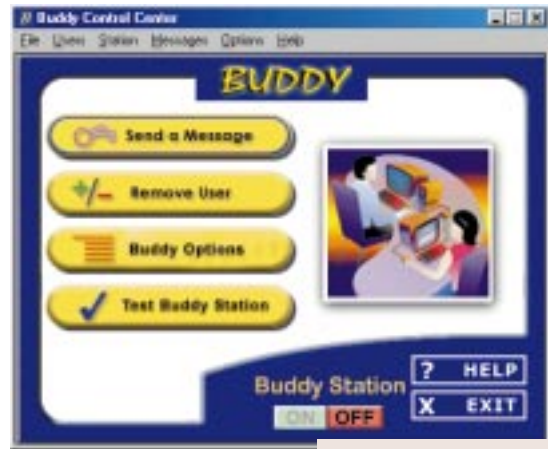 Buddy Control Center
File Users Station Messages Options Help
BUDDY
Send a Message
+/- Remove User
Buddy Options
Test Buddy Station
Buddy Station
ON OFF
? HELP
X EXIT